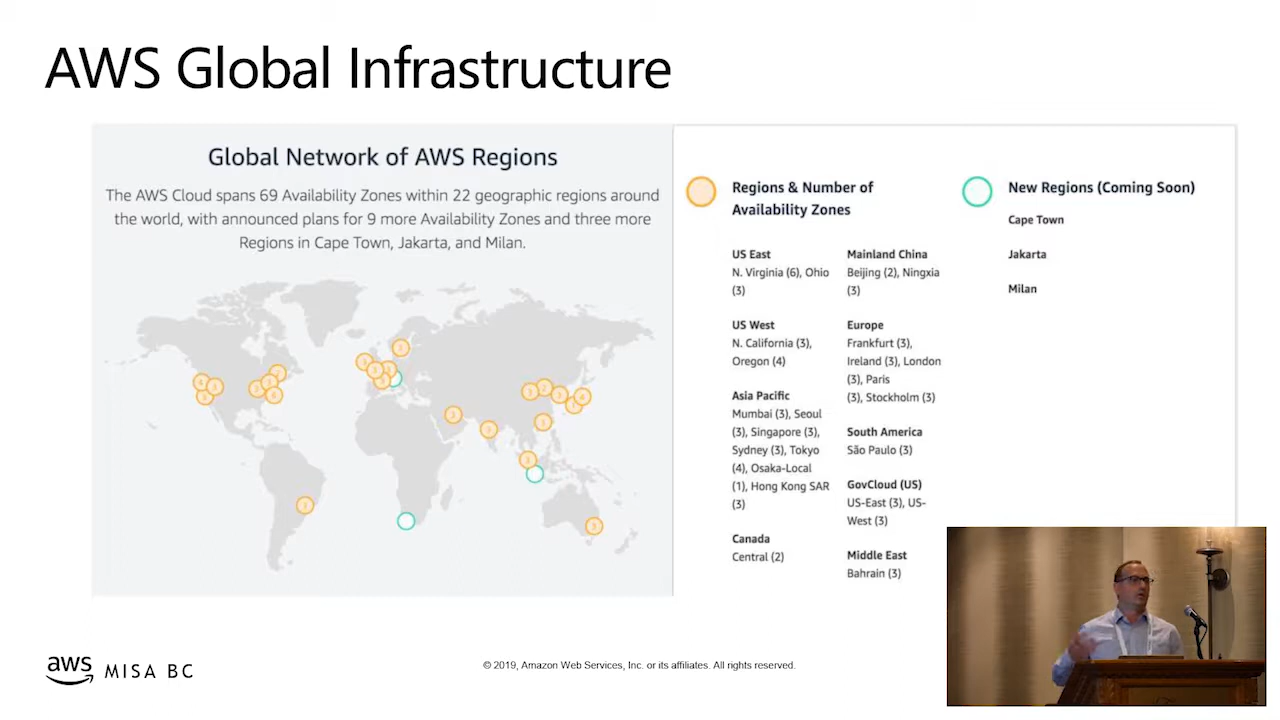 AWS Global Infrastructure
Global Network of AWS Regions
The AWS Cloud spans 69 Availability Zones within 22 geographic regions around
the world, with announced plans for 9 more Availability Zones and three more
Regions in Cape Town, Jakarta, and Milan.
Regions & Number of
Availability Zones
US East
N. Virginia (6), Ohio
(3)
US West
N. California (3),
Oregon (4)
Asia Pacific
Mumbai (3), Seoul
(3), Singapore (3),
Sydney (3), Tokyo
(4), Osaka-Local
(1), Hong Kong SAR
(3)
Canada
Central (2)
Mainland China
Beijing (2), Ningxia
(3)
Europe
Frankfurt (3),
Ireland (3), London
(3), Paris
(3), Stockholm (3)
South America
São Paulo (3)
GovCloud (US)
US-East (3), US-
West (3)
Middle East
Bahrain (3)
New Regions (Coming Soon)
Cape Town
Jakarta
Milan
aws MISA BC
© 2019, Amazon Web Services, Inc. or its affiliates. All rights reserved.